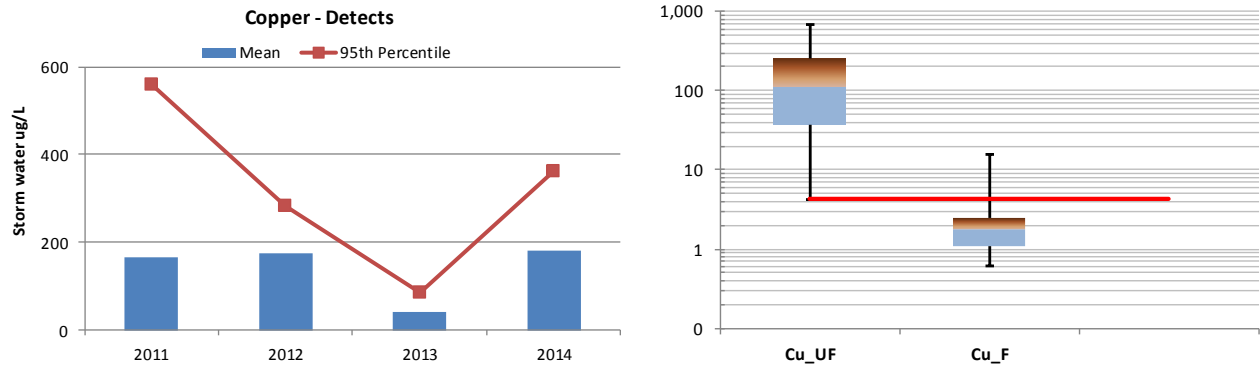 Copper - Detects
Mean 95th Percentile
Storm water ug/L
600
400
200
0
2011 2012 2013 2014
1,000
100
10
1
0
Cu_UF Cu_F